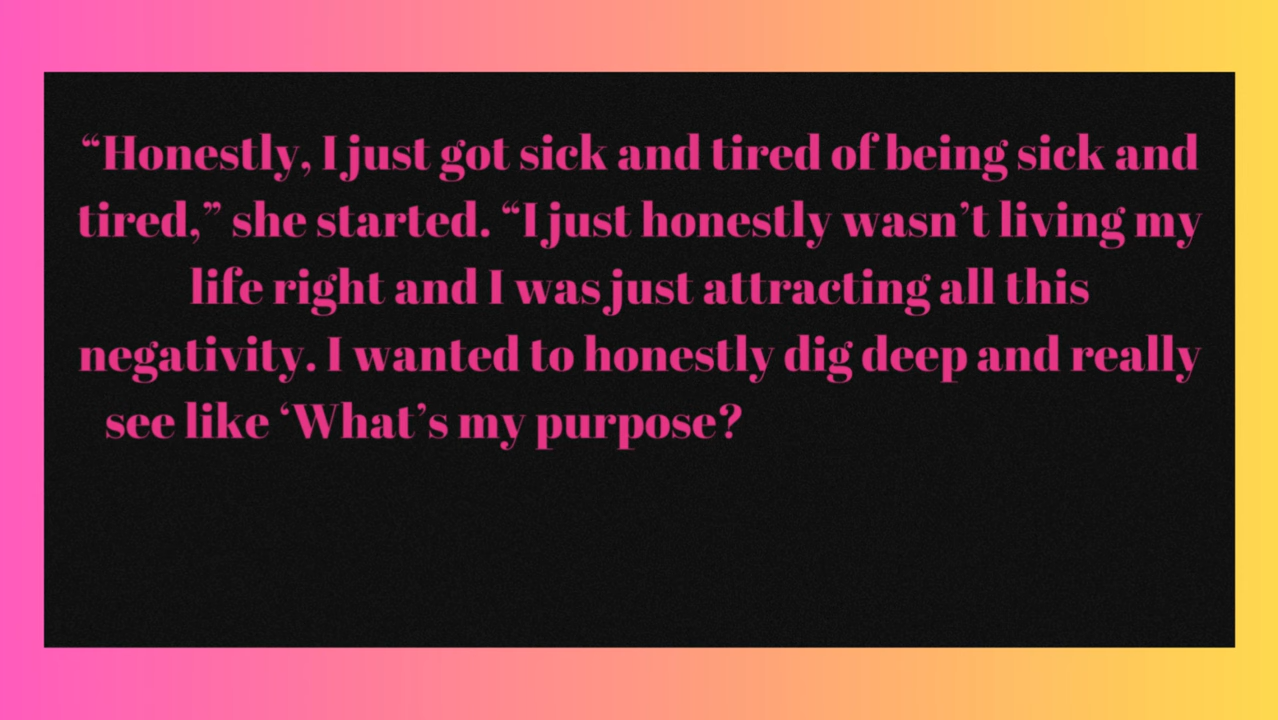 “Honestly, I just got sick and tired of being sick and
tired,” she started. “I just honestly wasn’t living my
life right and I was just attracting all this
negativity. I wanted to honestly dig deep and really
see like ‘What’s my purpose?